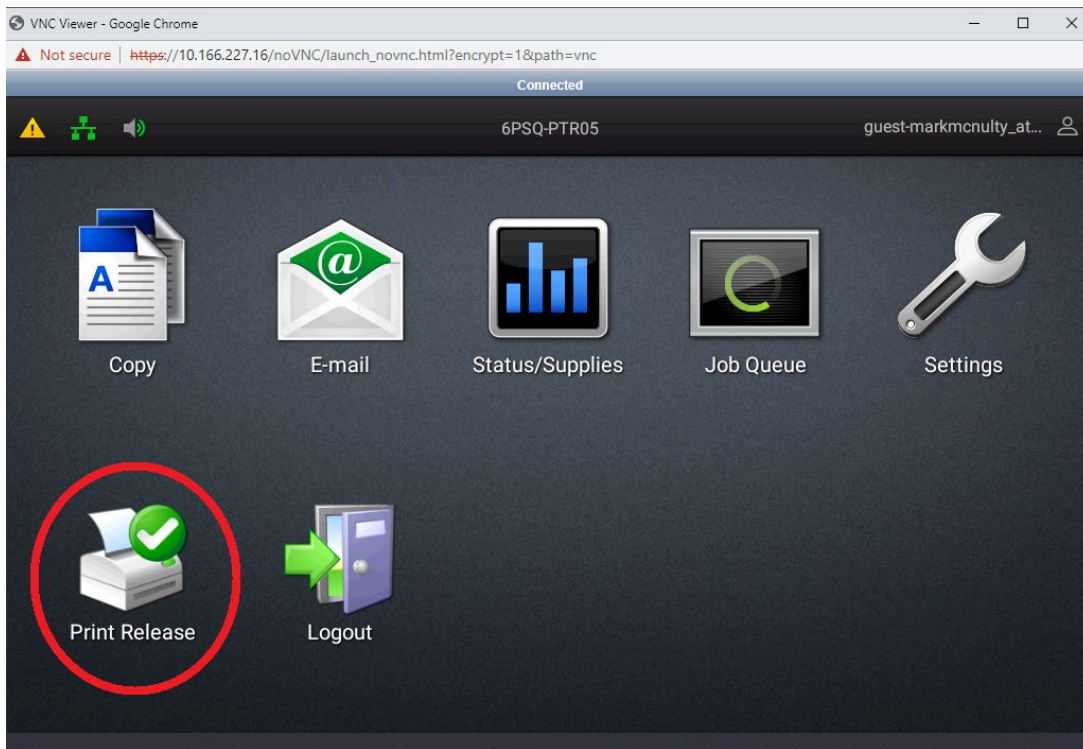 VNC Viewer - Google Chrome
Not secure | https://10.166.227.16/noVNC/launch_novnc.html?encrypt=1&path=vnc
Connected
6PSQ-PTR05 guest-markmcnulty_at...
A @
Copy E-mail Status/Supplies Job Queue Settings
Print Release Logout